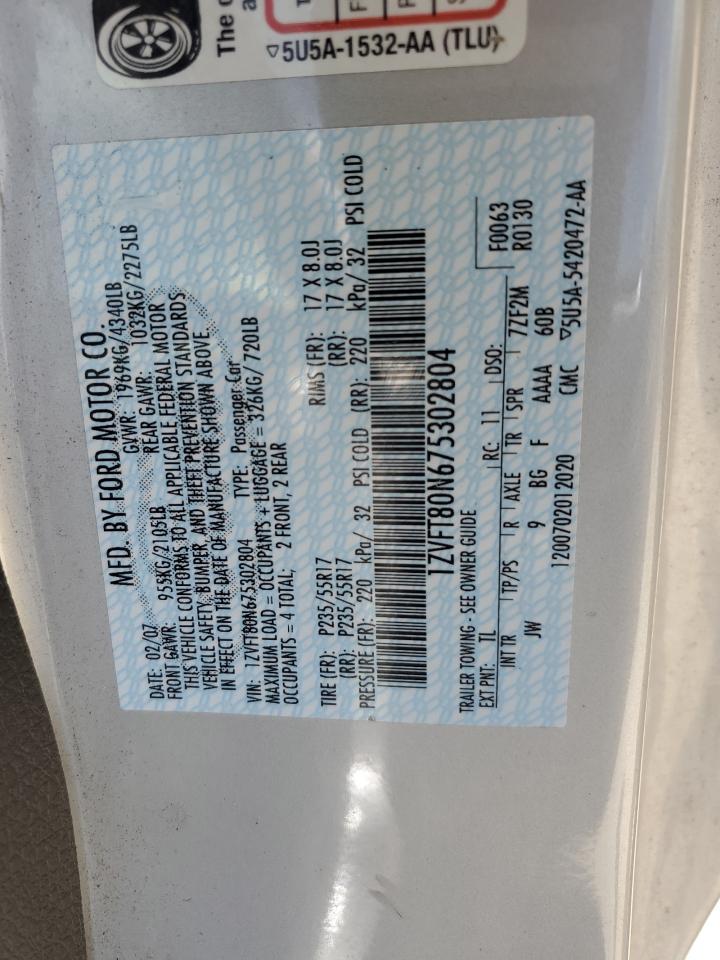 The
▽5U5A-1532-AA (TLU)
MFD. BY FORD MOTOR CO.
DATE: 02/07 GVWR: 1969KG/4340LB
FRONT GAWR: 955KG/2105LB REAR GAWR: 1032KG/2275LB
THIS VEHICLE CONFORMS TO ALL APPLICABLE FEDERAL MOTOR
VEHICLE SAFETY, BUMPER, AND THEFT PREVENTION STANDARDS
IN EFFECT ON THE DATE OF MANUFACTURE SHOWN ABOVE.
VIN: 1ZVFT80N675302804 TYPE: Passenger Car
MAXIMUM LOAD = OCCUPANTS + LUGGAGE = 326KG/ 720LB
OCCUPANTS = 4 TOTAL; 2 FRONT, 2 REAR
TIRE (FR): P235/55R17 RIMS (FR): 17 X 8.0J
(RR): P235/55R17 (RR): 17 X 8.0J
PRESSURE (FR): 220 kPa/ 32 PSI COLD (RR): 220 kPa/ 32 PSI COLD
1ZVFT80N675302804
TRAILER TOWING - SEE OWNER GUIDE F0063
EXT PNT: TL RC: 11 DSO: R0130
INT TR TP/PS R AXLE TR SPR 7ZF2M
JW 9 BG F AAAA 60B
1200702012020 CMC ▽5U5A-5420472-AA